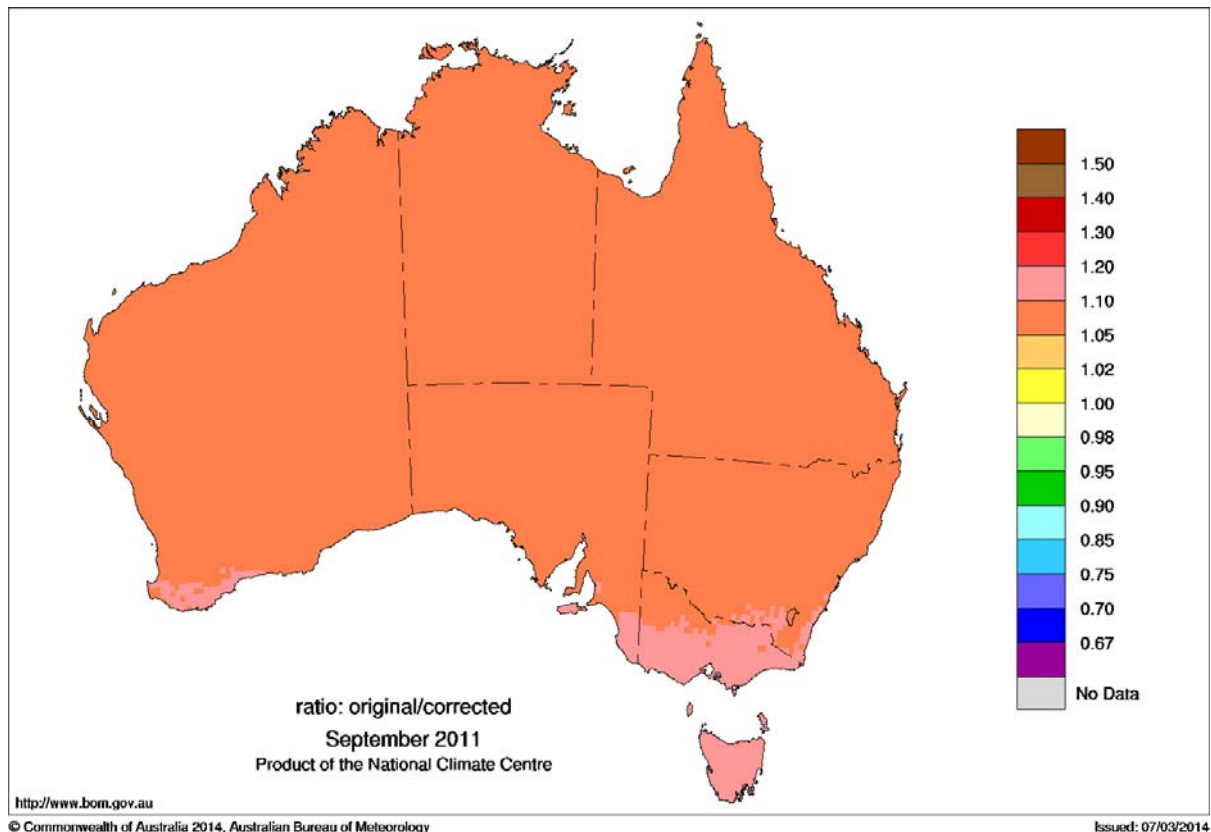 1.50
1.40
1.30
1.20
1.10
1.05
1.02
1.00
0.98
0.95
0.90
0.85
0.75
0.70
0.67
No Data
ratio: original/corrected
September 2011
Product of the National Climate Centre
http://www.bom.gov.au
© Commonwealth of Australia 2014, Australian Bureau of Meteorology
Issued: 07/03/2014